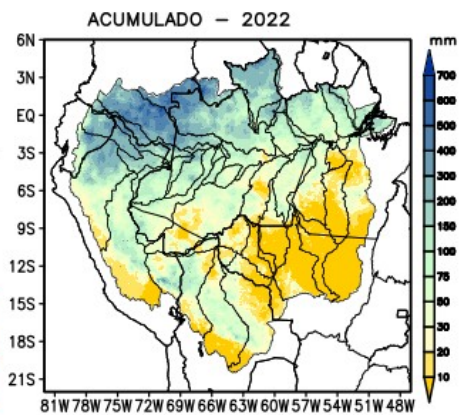 ACUMULADO – 2022
mm
6N
3N
EQ
3S
6S
9S
12S
15S
18S
21S
81W 78W 75W 72W 69W 66W 63W 60W 57W 54W 51W 48W
700
600
500
400
300
200
150
100
75
50
30
20
10